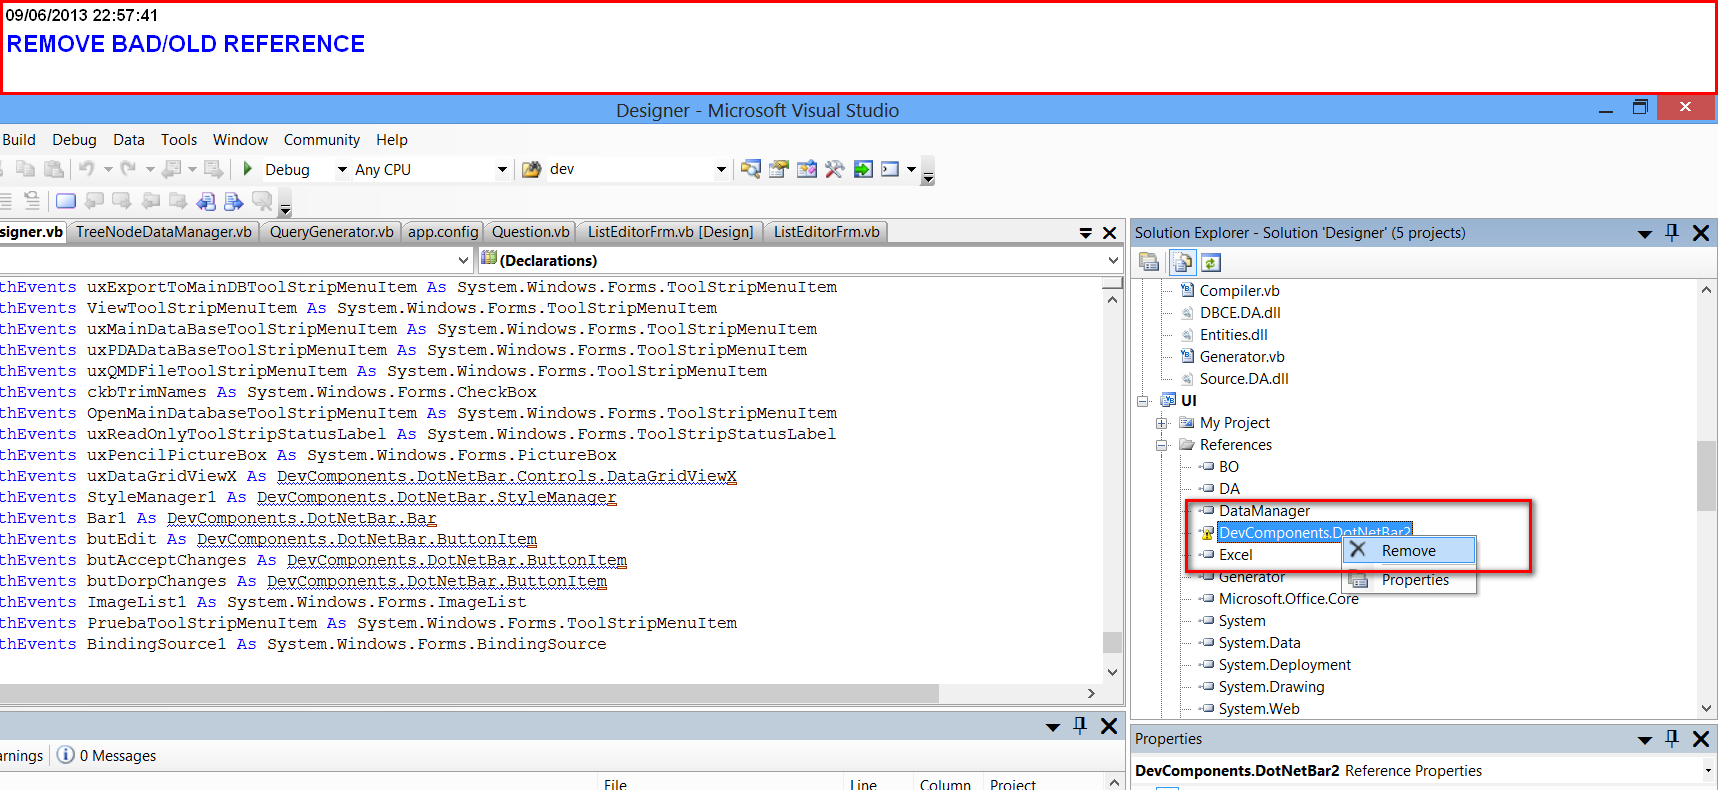 09/06/2013 22:57:41
REMOVE BAD/OLD REFERENCE
Designer - Microsoft Visual Studio
Build Debug Data Tools Window Community Help
Debug Any CPU dev
signer.vb TreeNodeDataManager.vb QueryGenerator.vb app.config Question.vb ListEditorFrm.vb [Design] ListEditorFrm.vb
(Declarations)
thEvents uxExportToMainDBToolStripMenuItem As System.Windows.Forms.ToolStripMenuItem
thEvents ViewToolStripMenuItem As System.Windows.Forms.ToolStripMenuItem
thEvents uxMainDataBaseToolStripMenuItem As System.Windows.Forms.ToolStripMenuItem
thEvents uxPDADataBaseToolStripMenuItem As System.Windows.Forms.ToolStripMenuItem
thEvents uxQMDFileToolStripMenuItem As System.Windows.Forms.ToolStripMenuItem
thEvents ckbTrimNames As System.Windows.Forms.CheckBox
thEvents OpenMainDatabaseToolStripMenuItem As System.Windows.Forms.ToolStripMenuItem
thEvents uxReadOnlyToolStripStatusLabel As System.Windows.Forms.ToolStripStatusLabel
thEvents uxPencilPictureBox As System.Windows.Forms.PictureBox
thEvents uxDataGridViewX As DevComponents.DotNetBar.Controls.DataGridViewX
thEvents StyleManager1 As DevComponents.DotNetBar.StyleManager
thEvents Bar1 As DevComponents.DotNetBar.Bar
thEvents butEdit As DevComponents.DotNetBar.ButtonItem
thEvents butAcceptChanges As DevComponents.DotNetBar.ButtonItem
thEvents butDorpChanges As DevComponents.DotNetBar.ButtonItem
thEvents ImageList1 As System.Windows.Forms.ImageList
thEvents PruebaToolStripMenuItem As System.Windows.Forms.ToolStripMenuItem
thEvents BindingSource1 As System.Windows.Forms.BindingSource
arnings 0 Messages
File Line Column Project
Solution Explorer - Solution 'Designer' (5 projects)
Compiler.vb
DBCE.DA.dll
Entities.dll
Generator.vb
Source.DA.dll
UI
My Project
References
BO
DA
DataManager
DevComponents.DotNetBar2
Excel
Remove
Generator
Properties
Microsoft.Office.Core
System
System.Data
System.Deployment
System.Drawing
System.Web
Properties
DevComponents.DotNetBar2 Reference Properties